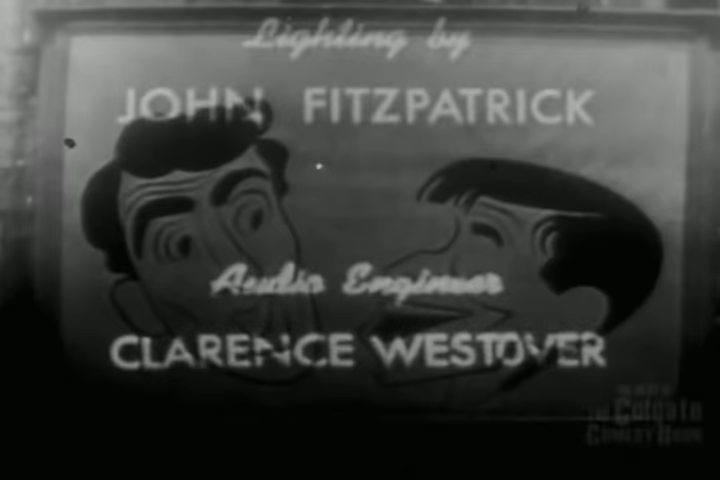 Lighting by
JOHN FITZPATRICK
Audio Engineer
CLARENCE WESTOVER
The Colgate
Comedy Hour